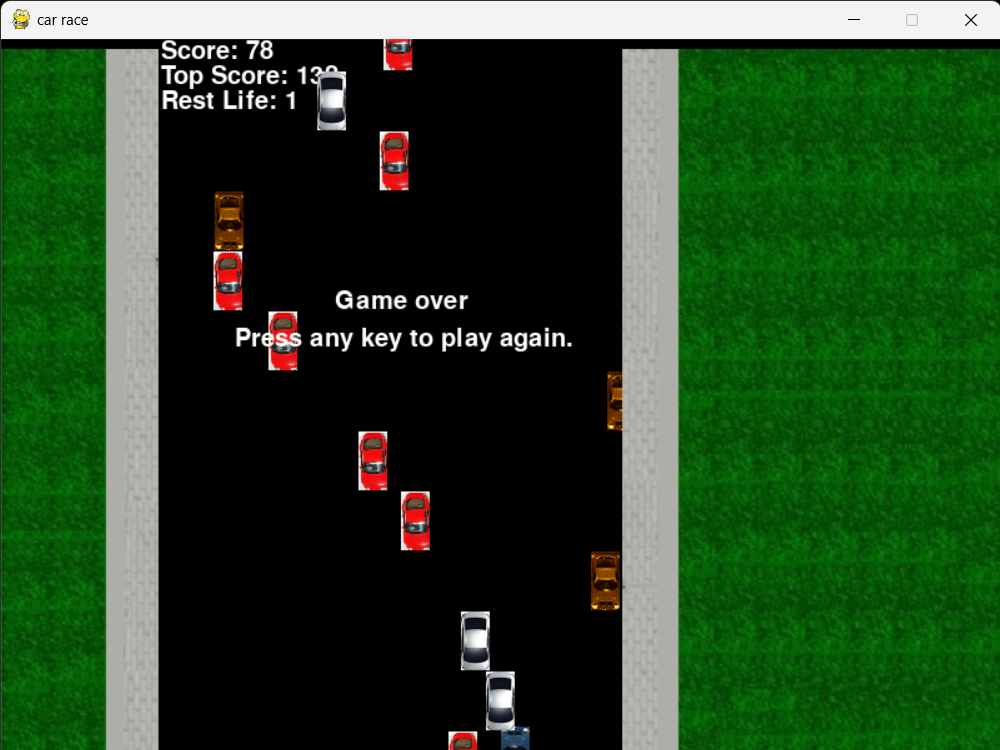 car race
Score: 78
Top Score:
Rest Life: 1
Game over
Press any key to play again.